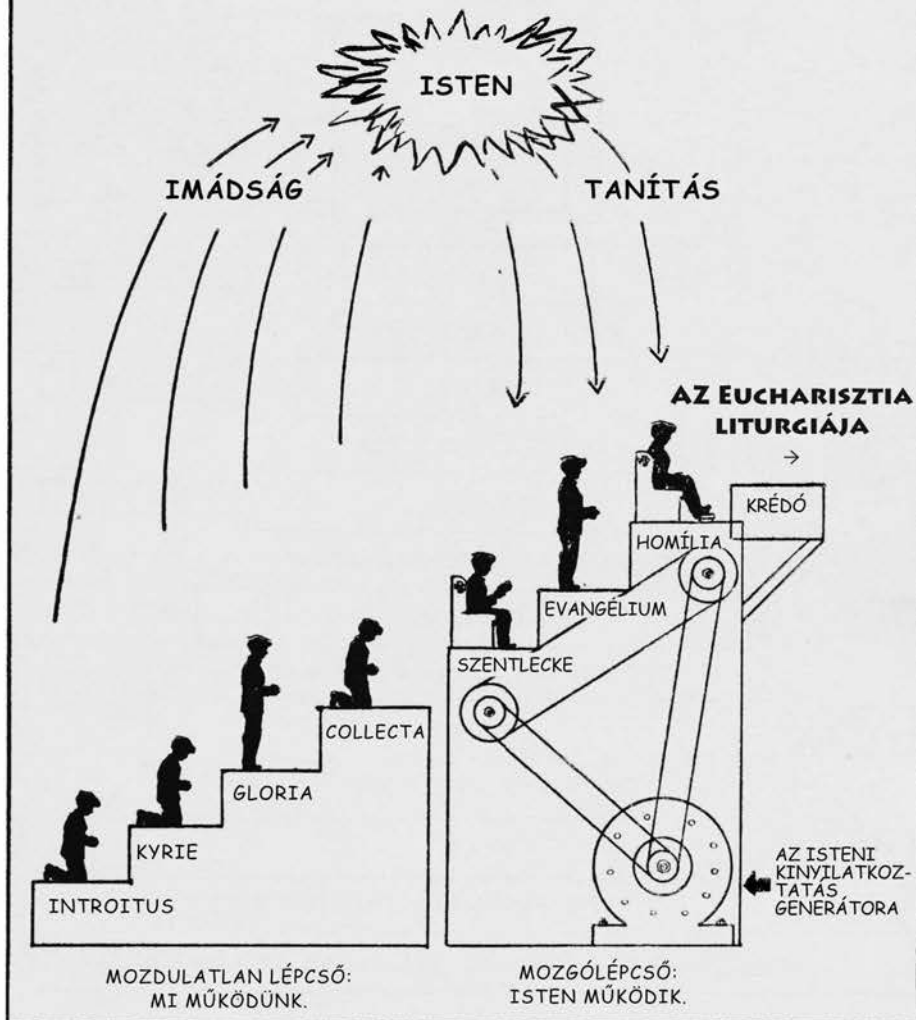 ISTEN
IMÁDSÁG
TANÍTÁS
AZ EUCHARISZTIA
LITURGIÁJA
→
KRÉDÓ
HOMÍLIA
EVANGÉLIUM
SZENTLECKE
COLLECTA
GLORIA
KYRIE
INTROITUS
AZ ISTENI
KINYILATKOZ-
TATÁS
GENERÁTORA
MOZDULATLAN LÉPCSŐ:
MI MŰKÖDÜNK.
MOZGÓLÉPCSŐ:
ISTEN MŰKÖDIK.